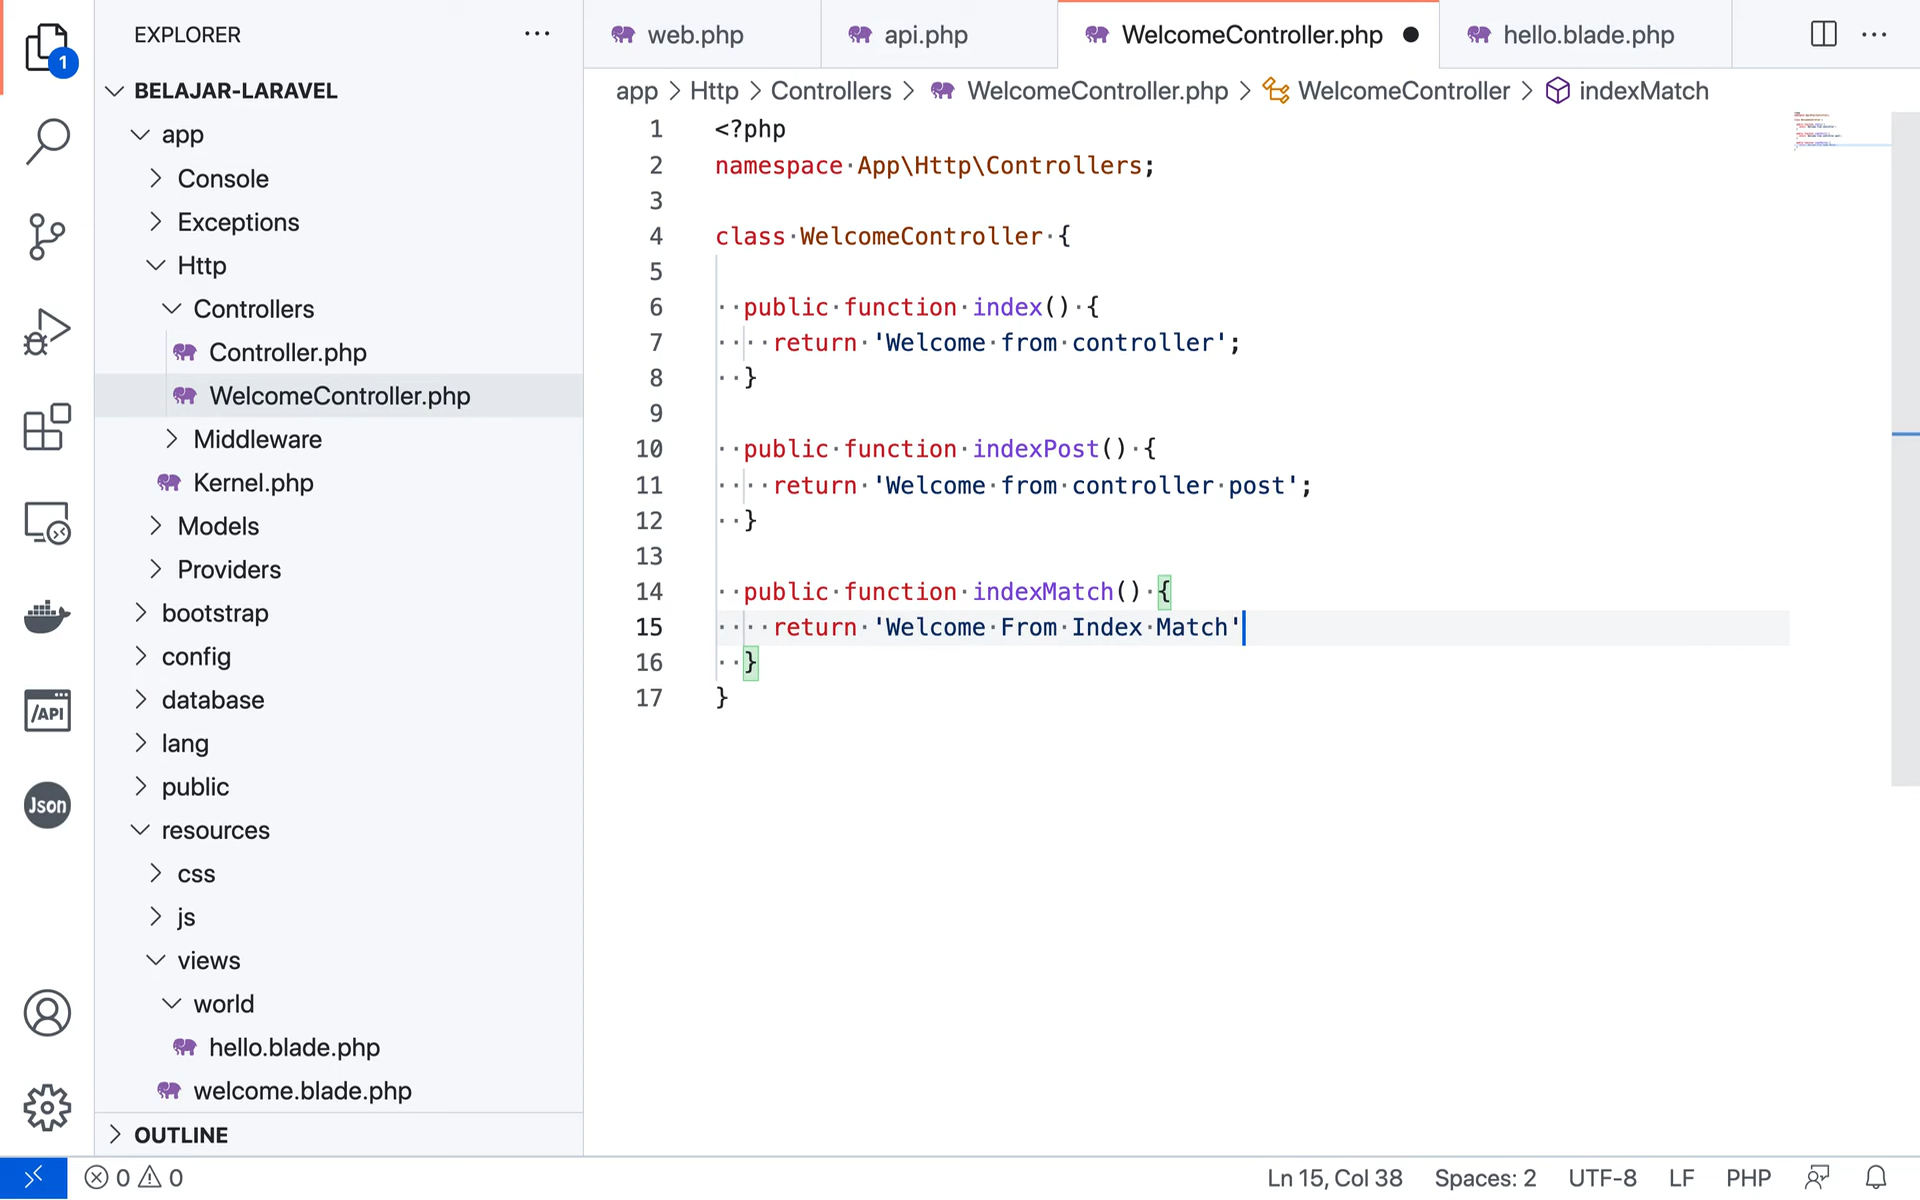 EXPLORER
1
BELAJAR-LARAVEL
app
Console
Exceptions
Http
Controllers
Controller.php
WelcomeController.php
Middleware
Kernel.php
Models
Providers
bootstrap
config
database
lang
public
resources
css
js
views
world
hello.blade.php
welcome.blade.php
OUTLINE
/API
Json
web.php
api.php
WelcomeController.php
hello.blade.php
app > Http > Controllers > WelcomeController.php > WelcomeController > indexMatch
1 <?php
2 namespace App\Http\Controllers;
3
4 class WelcomeController {
5
6 public function index() {
7 return 'Welcome from controller';
8 }
9
10 public function indexPost() {
11 return 'Welcome from controller post';
12 }
13
14 public function indexMatch() {
15 return 'Welcome From Index Match'
16 }
17 }
0 0
Ln 15, Col 38 Spaces: 2 UTF-8 LF PHP